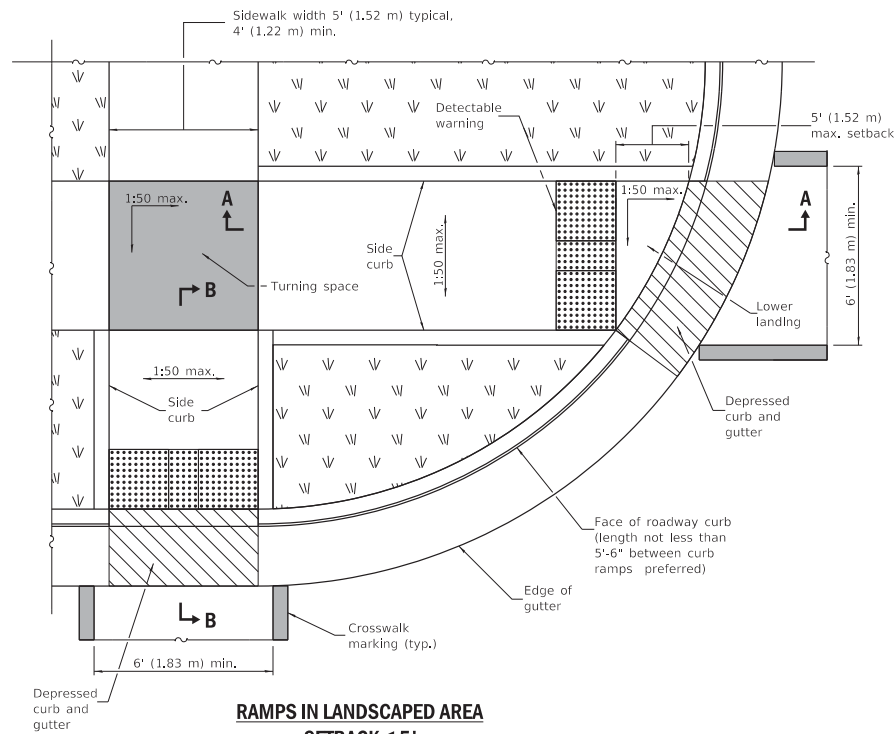 Sidewalk width 5' (1.52 m) typical,
4' (1.22 m) min.
Detectable
warning
5' (1.52 m)
max. setback
1:50 max.
A
1:50 max.
A
Side
curb
1:50 max.
6' (1.83 m) min.
B
Turning space
Lower
landing
1:50 max.
Side
curb
Depressed
curb and
gutter
Face of roadway curb
(length not less than
5'-6" between curb
ramps preferred)
Edge of
gutter
B
Crosswalk
marking (typ.)
6' (1.83 m) min.
Depressed
curb and
gutter
RAMPS IN LANDSCAPED AREA